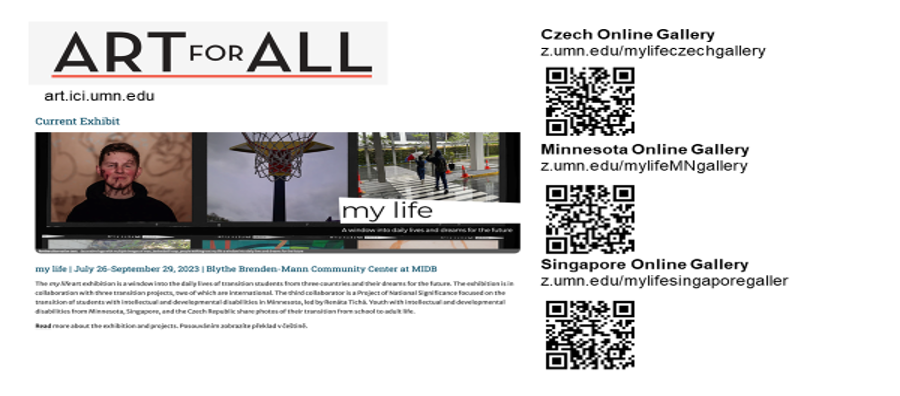 ART FOR ALL
art.ici.umn.edu
Current Exhibit
my life
A window into daily lives and dreams for the future
my life | July 26-September 29, 2023 | Blythe Brenden-Mann Community Center at MIDB
The my life art exhibition is a window into the daily lives of transition students from three countries and their dreams for the future. The exhibition is in
collaboration with three transition projects, two of which are international. The third collaborator is a Project of National Significance focused on the
transition of students with intellectual and developmental disabilities in Minnesota, led by Renáta Tichá. Youth with intellectual and developmental
disabilities from Minnesota, Singapore, and the Czech Republic share photos of their transition from school to adult life.
Read more about the exhibition and projects. Posouváním zobrazíte překlad v češtině.
Czech Online Gallery
z.umn.edu/mylifeczechgallery
Minnesota Online Gallery
z.umn.edu/mylifeMNgallery
Singapore Online Gallery
z.umn.edu/mylifesingaporegaller